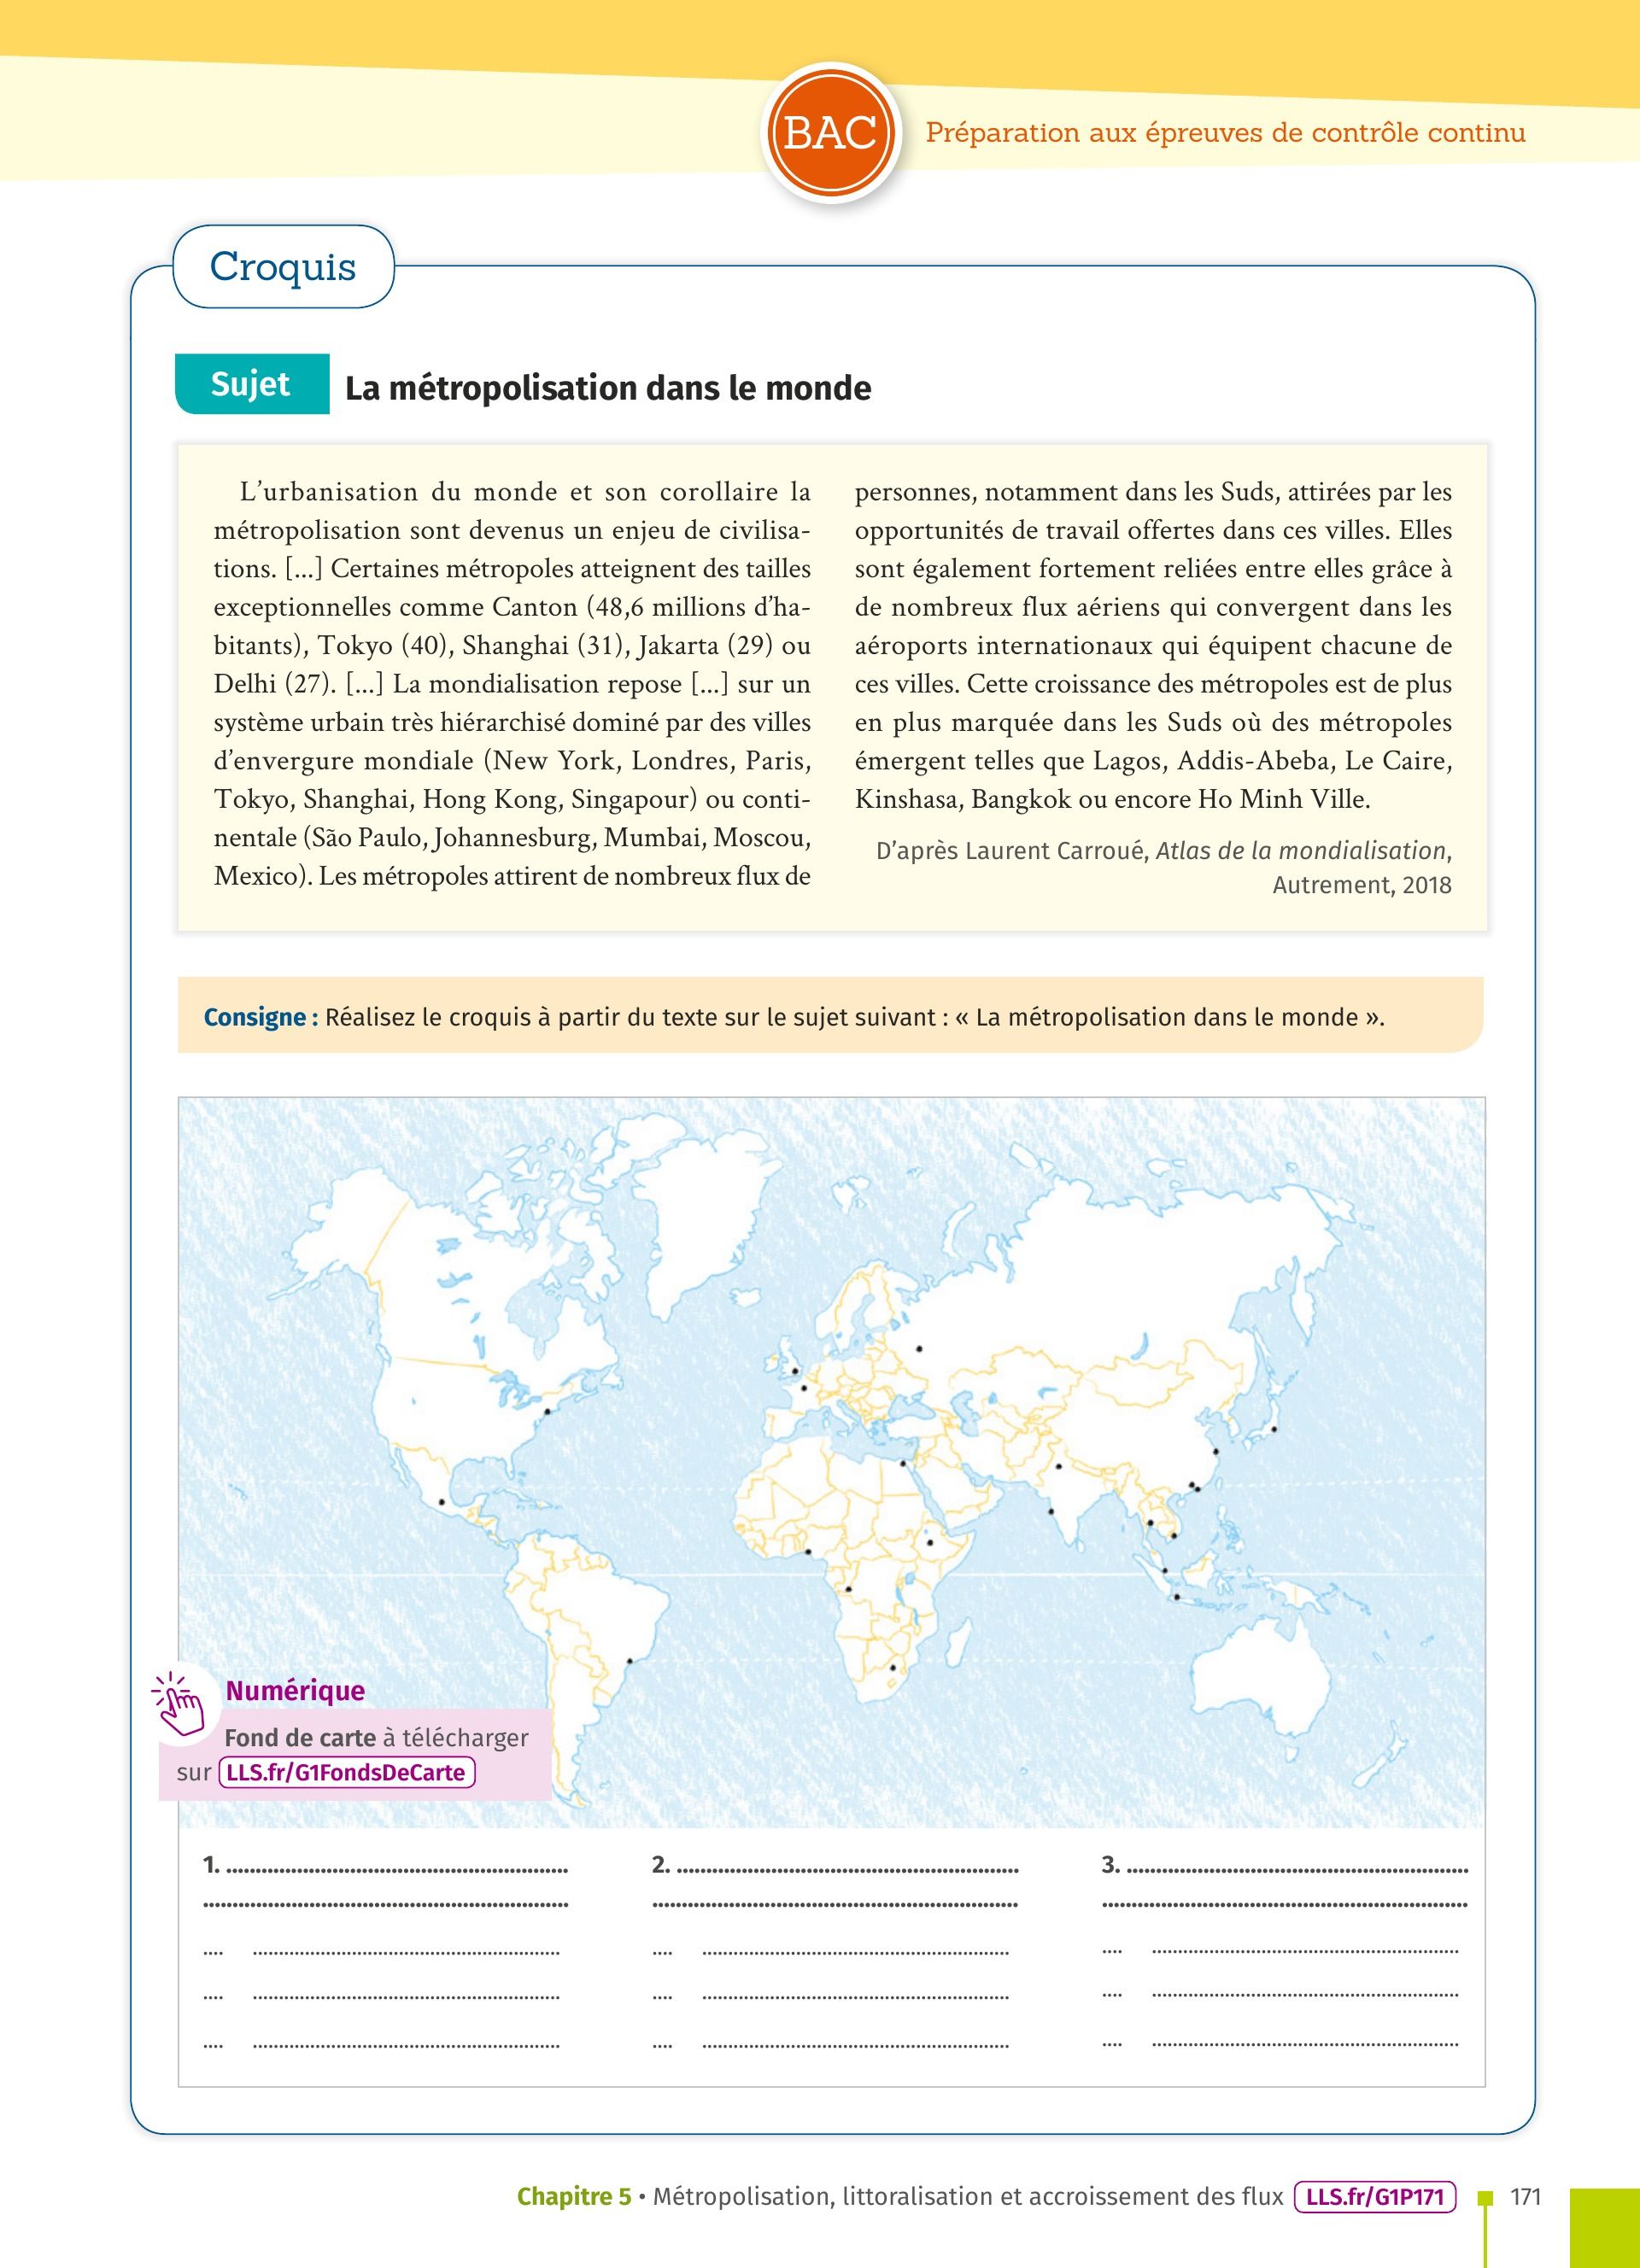 BAC
Préparation aux épreuves de contrôle continu
Croquis
Sujet
La métropolisation dans le monde
L’urbanisation du monde et son corollaire la
métropolisation sont devenus un enjeu de civilisa-
tions. [...] Certaines métropoles atteignent des tailles
exceptionnelles comme Canton (48,6 millions d’ha-
bitants), Tokyo (40), Shanghai (31), Jakarta (29) ou
Delhi (27). [...] La mondialisation repose [...] sur un
système urbain très hiérarchisé dominé par des villes
d’envergure mondiale (New York, Londres, Paris,
Tokyo, Shanghai, Hong Kong, Singapour) ou conti-
nentale (São Paulo, Johannesburg, Mumbai, Moscou,
Mexico). Les métropoles attirent de nombreux flux de
personnes, notamment dans les Suds, attirées par les
opportunités de travail offertes dans ces villes. Elles
sont également fortement reliées entre elles grâce à
de nombreux flux aériens qui convergent dans les
aéroports internationaux qui équipent chacune de
ces villes. Cette croissance des métropoles est de plus
en plus marquée dans les Suds où des métropoles
émergent telles que Lagos, Addis-Abeba, Le Caire,
Kinshasa, Bangkok ou encore Ho Minh Ville.
D’après Laurent Carroué, Atlas de la mondialisation,
Autrement, 2018
Consigne : Réalisez le croquis à partir du texte sur le sujet suivant : « La métropolisation dans le monde ».
Numérique
Fond de carte à télécharger
sur LLS.fr/G1FondsDeCarte
1.
2.
3.
Chapitre 5 • Métropolisation, littoralisation et accroissement des flux LLS.fr/G1P171
171